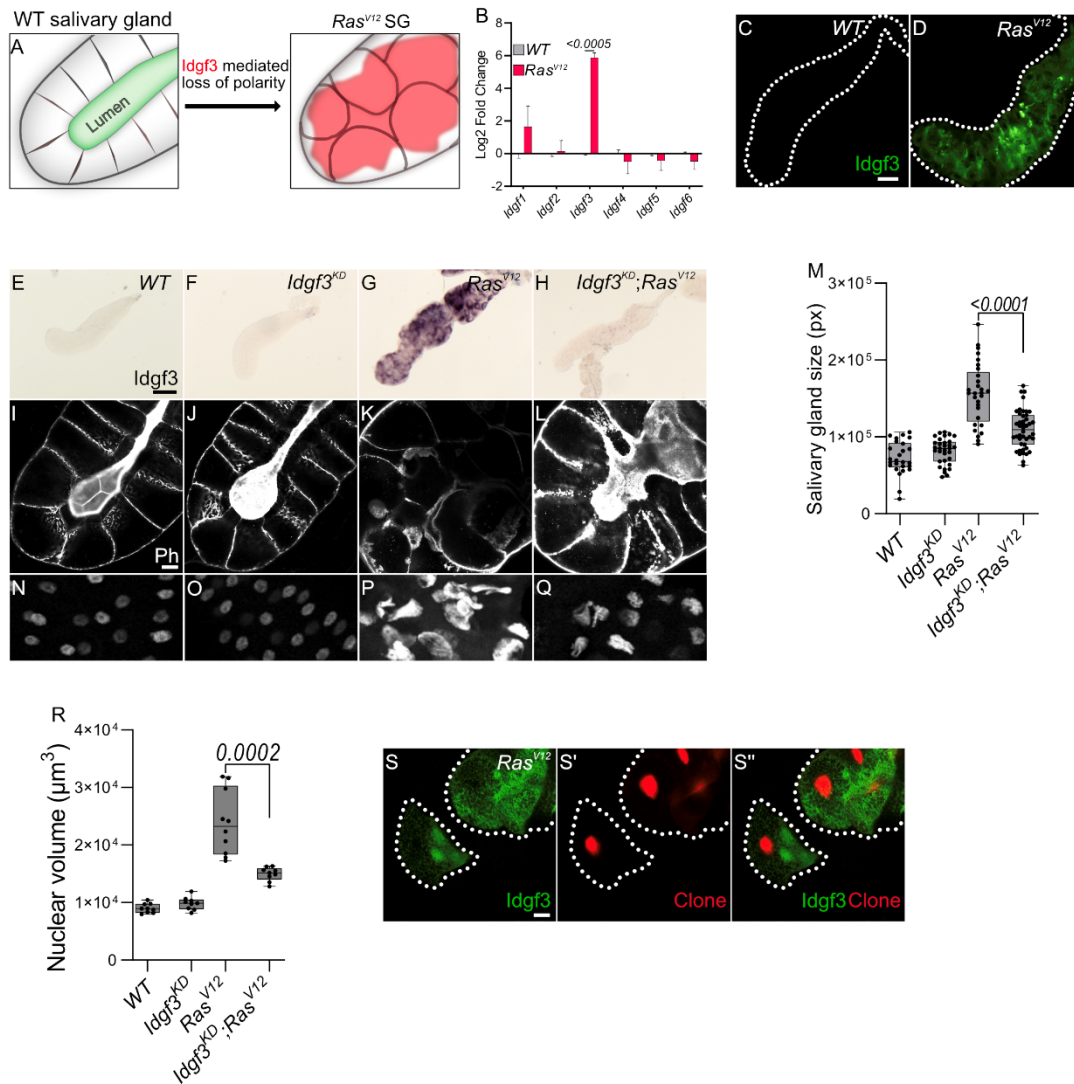 WT salivary gland
Ras^V12 SG
A
Lumen
Idgf3 mediated
loss of polarity
B
Log2 Fold Change
8
6
4
2
0
-2
<0.0005
WT
Ras^V12
Idgf1
Idgf2
Idgf3
Idgf4
Idgf5
Idgf6
C
WT
Idgf3
D
Ras^V12
E
WT
Idgf3
F
Idgf3^KD
G
Ras^V12
H
Idgf3^KD;Ras^V12
I
Ph
J
K
L
M
Salivary gland size (px)
3×10^5
2×10^5
1×10^5
0
<0.0001
WT
Idgf3^KD
Ras^V12
Idgf3^KD;Ras^V12
N
O
P
Q
R
Nuclear volume (µm^3)
4×10^4
3×10^4
2×10^4
1×10^4
0
0.0002
WT
Idgf3^KD
Ras^V12
Idgf3^KD;Ras^V12
S
Ras^V12
Idgf3
S'
Clone
S"
Idgf3 Clone